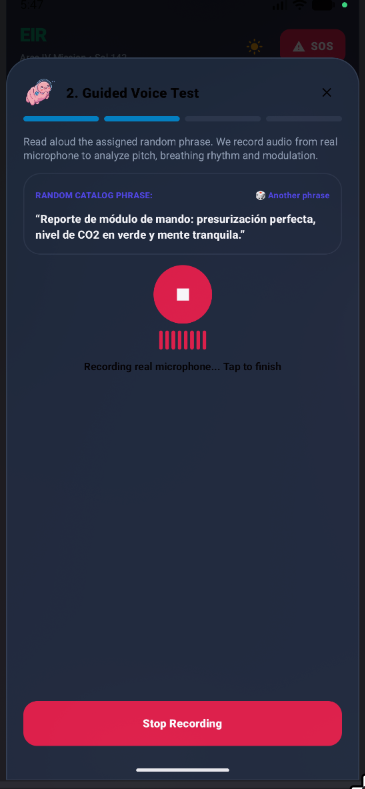 5:47
EIR
SOS
2. Guided Voice Test
Read aloud the assigned random phrase. We record audio from real
microphone to analyze pitch, breathing rhythm and modulation.
RANDOM CATALOG PHRASE:
Another phrase
“Reporte de módulo de mando: presurización perfecta,
nivel de CO2 en verde y mente tranquila.”
Recording real microphone... Tap to finish
Stop Recording